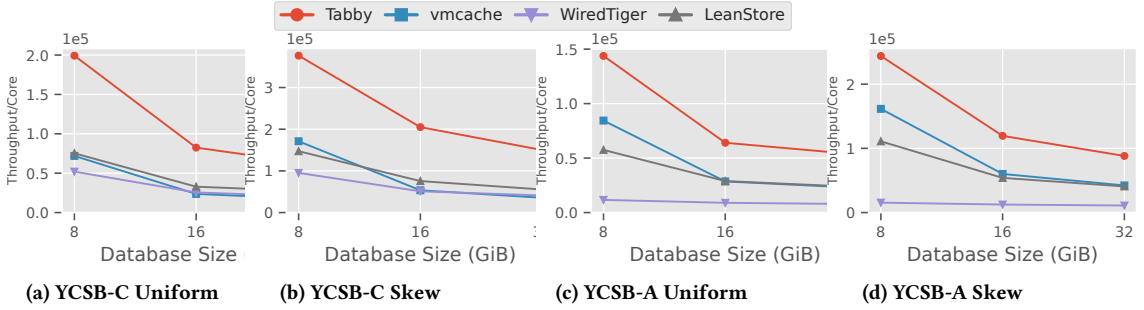 Tabby vmcache WiredTiger LeanStore
1e5
2.0
1.5
1.0
0.5
0.0
Throughput/Core
8 16
Database Size (
(a) YCSB-C Uniform
1e5
3
2
1
0
Throughput/Core
8 16
Database Size (GiB)
(b) YCSB-C Skew
1e5
1.5
1.0
0.5
0.0
Throughput/Core
8 16
Database Size (GiB)
(c) YCSB-A Uniform
1e5
2
1
0
Throughput/Core
8 16 32
Database Size (GiB)
(d) YCSB-A Skew